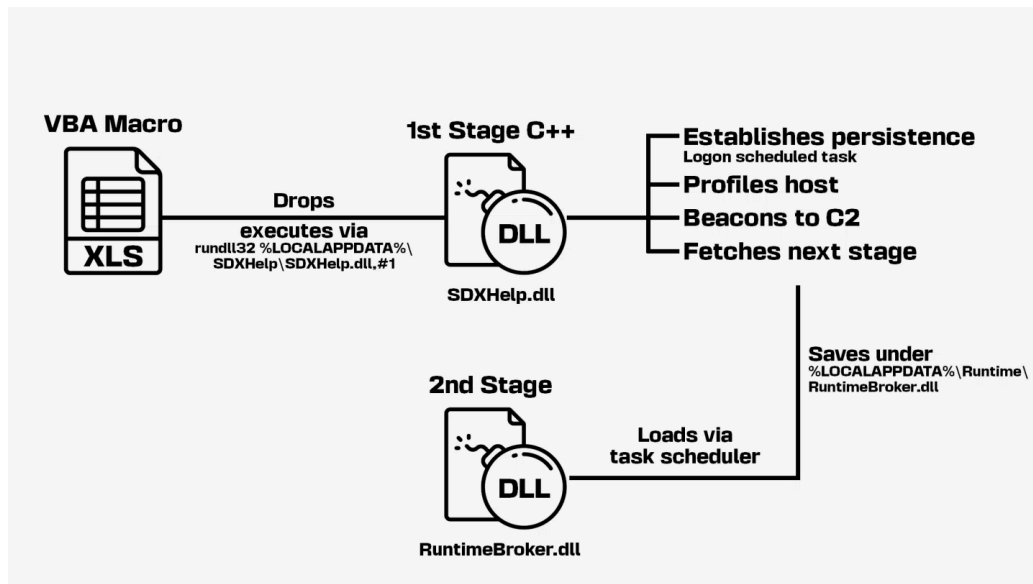 VBA Macro
XLS
Drops
executes via
rundll32 %LOCALAPPDATA%\
SDXHelp\SDXHelp.dll,#1
1st Stage C++
DLL
SDXHelp.dll
Establishes persistence
Logon scheduled task
Profiles host
Beacons to C2
Fetches next stage
Saves under
%LOCALAPPDATA%\Runtime\
RuntimeBroker.dll
Loads via
task scheduler
2nd Stage
DLL
RuntimeBroker.dll